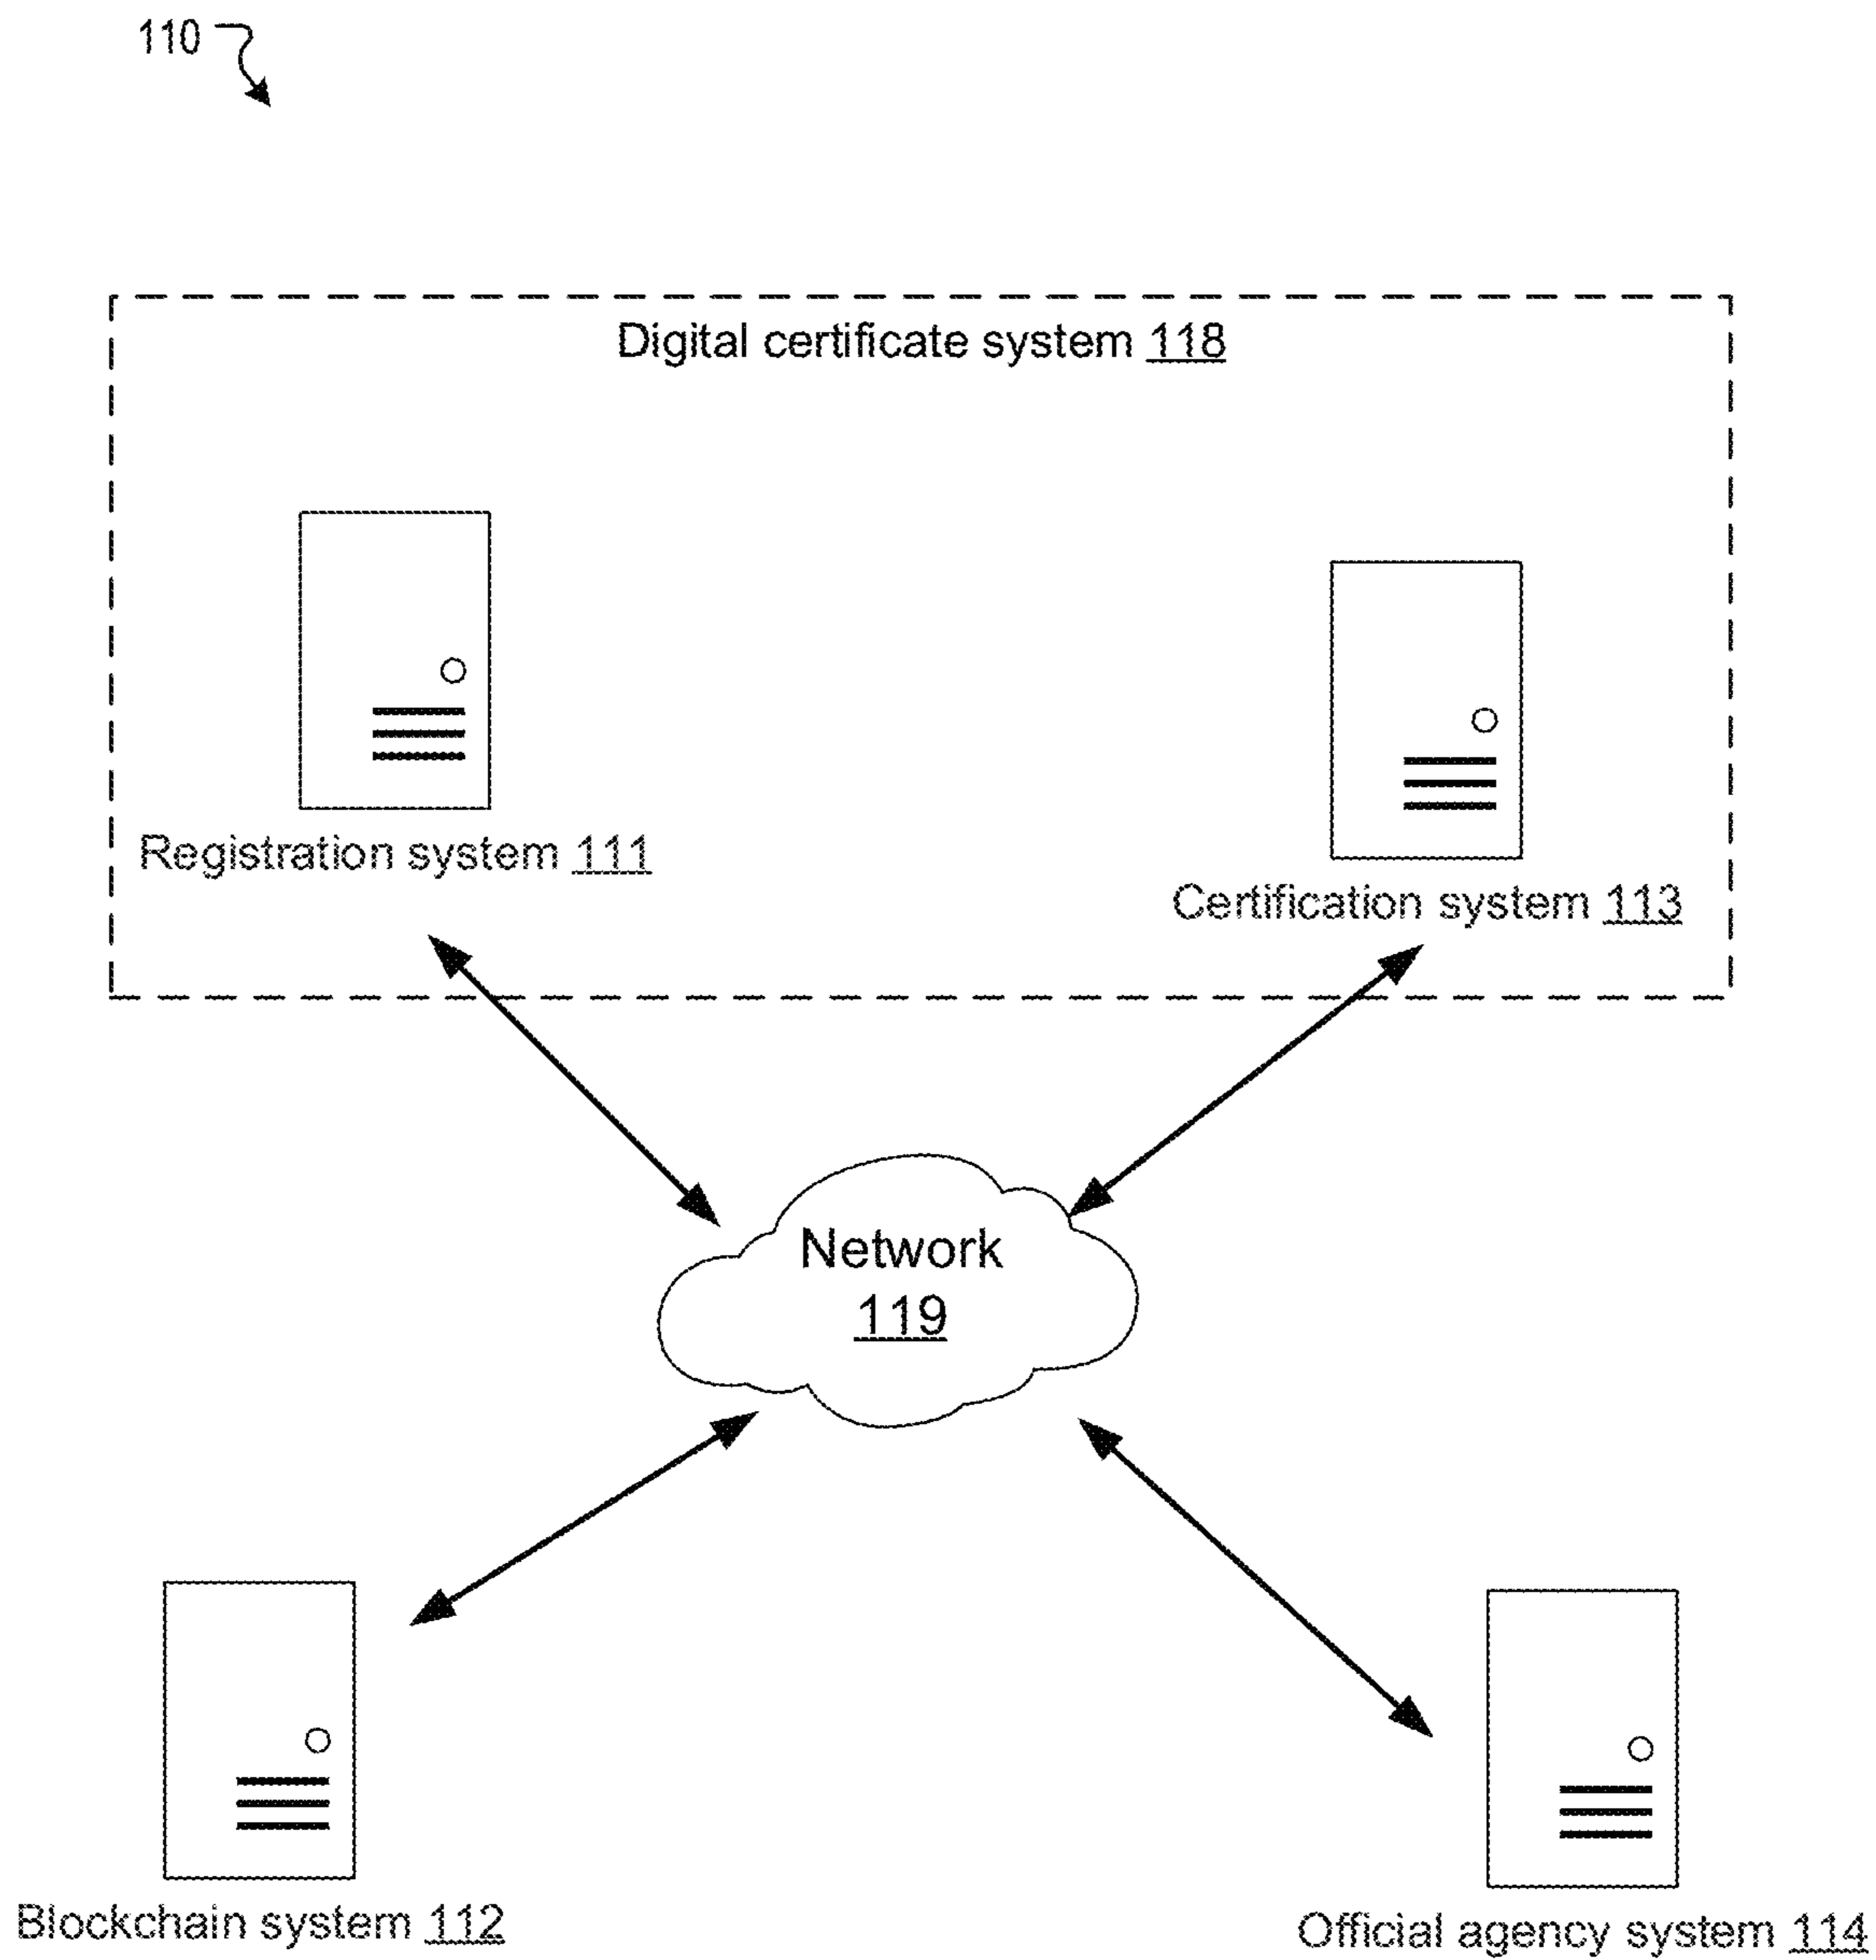 110
Digital certificate system 118
Registration system 111
Certification system 113
Network
119
Blockchain system 112
Official agency system 114